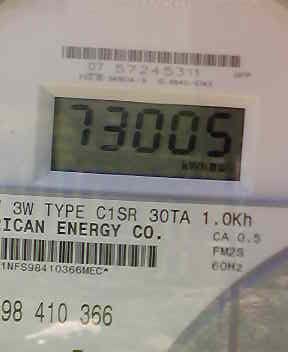 07 57245311
73005
kWh
3W TYPE C1SR 30TA 1.0Kh
RICAN ENERGY CO.
CA 0.5
FM2S
60Hz
1NFS98410366MEC*
98 410 366